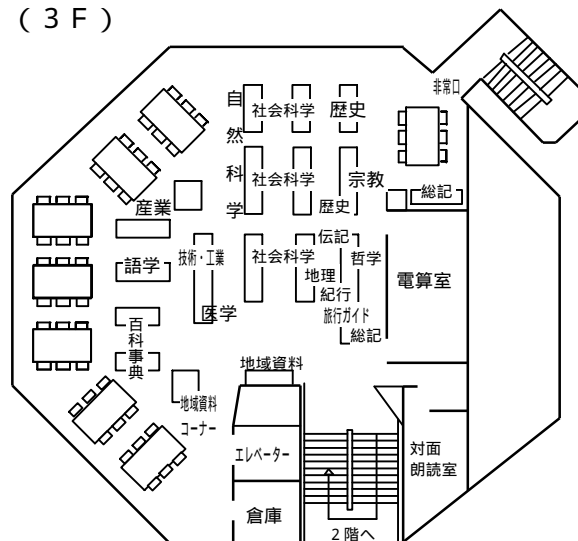 (3F)
非常口
自然科学
社会科学
歴史
社会科学
宗教
歴史
総記
産業
語学
技術・工業
社会科学
伝記
哲学
地理
紀行
旅行ガイド
総記
電算室
医学
百科事典
地域資料
地域資料
コーナー
エレベーター
対面
朗読室
倉庫
2階へ